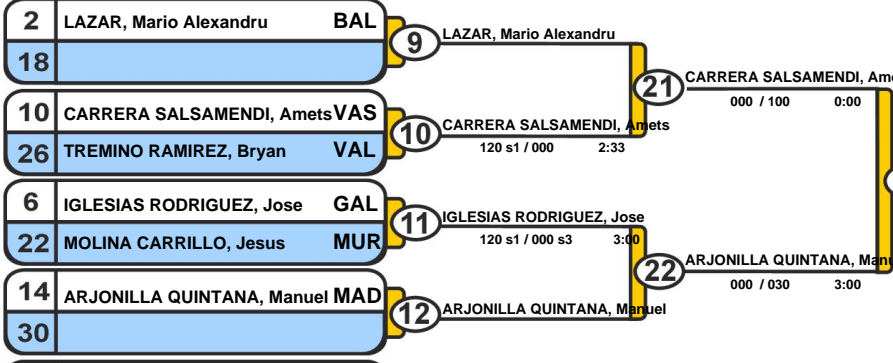 2 LAZAR, Mario Alexandru BAL
18
9 LAZAR, Mario Alexandru
10 CARRERA SALSAMENDI, Amets VAS
26 TREMINO RAMIREZ, Bryan VAL
10 CARRERA SALSAMENDI, Amets
120 s1 / 000 2:33
21 CARRERA SALSAMENDI, Ame
000 / 100 0:00
6 IGLESIAS RODRIGUEZ, Jose GAL
22 MOLINA CARRILLO, Jesus MUR
11 IGLESIAS RODRIGUEZ, Jose
120 s1 / 000 s3 3:00
14 ARJONILLA QUINTANA, Manuel MAD
30
12 ARJONILLA QUINTANA, Manuel
22 ARJONILLA QUINTANA, Manu
000 / 030 3:00